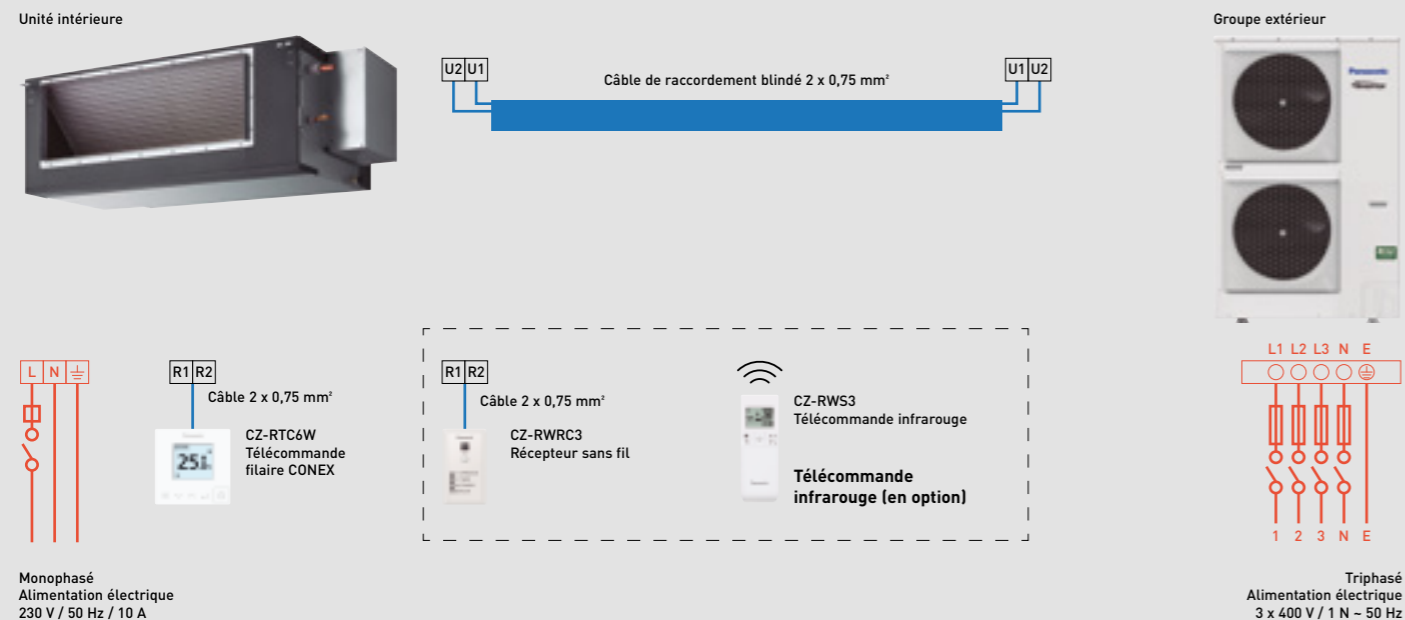 Unité intérieure
Groupe extérieur
U2 U1
Câble de raccordement blindé 2 x 0,75 mm²
U1 U2
Panasonic
L N
R1 R2
Câble 2 x 0,75 mm²
CZ-RTC6W
Télécommande
filaire CONEX
R1 R2
Câble 2 x 0,75 mm²
CZ-RWRC3
Récepteur sans fil
CZ-RWS3
Télécommande infrarouge
Télécommande
infrarouge (en option)
L1 L2 L3 N E
1 2 3 N E
Monophasé
Alimentation électrique
230 V / 50 Hz / 10 A
Triphasé
Alimentation électrique
3 x 400 V / 1 N ~ 50 Hz